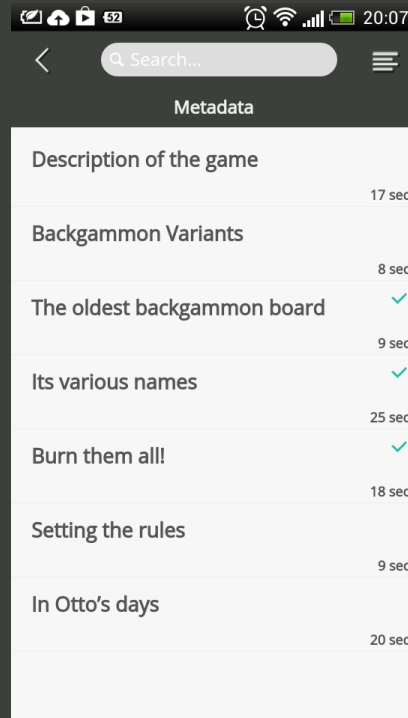 52
20:07
Search...
Metadata
Description of the game
17 sec
Backgammon Variants
8 sec
The oldest backgammon board
9 sec
Its various names
25 sec
Burn them all!
18 sec
Setting the rules
9 sec
In Otto's days
20 sec